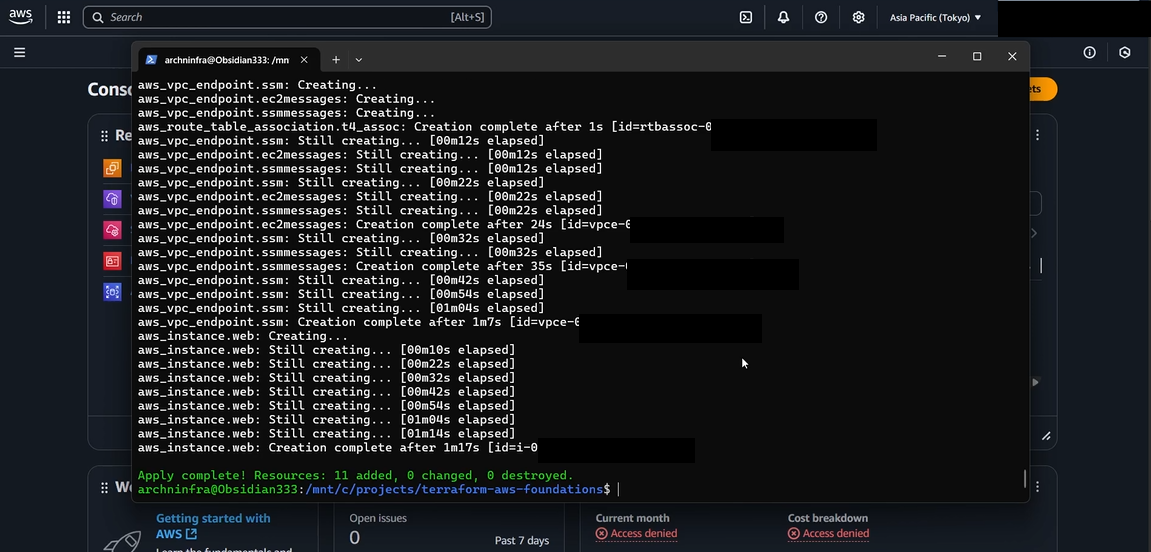 aws
Search [Alt+S]
Asia Pacific (Tokyo)
archninfra@Obsidian333: /mn
aws_vpc_endpoint.ssm: Creating...
aws_vpc_endpoint.ec2messages: Creating...
aws_vpc_endpoint.ssmmessages: Creating...
aws_route_table_association.t4_assoc: Creation complete after 1s [id=rtbassoc-0
aws_vpc_endpoint.ssm: Still creating... [00m12s elapsed]
aws_vpc_endpoint.ec2messages: Still creating... [00m12s elapsed]
aws_vpc_endpoint.ssmmessages: Still creating... [00m12s elapsed]
aws_vpc_endpoint.ssm: Still creating... [00m22s elapsed]
aws_vpc_endpoint.ec2messages: Still creating... [00m22s elapsed]
aws_vpc_endpoint.ssmmessages: Still creating... [00m22s elapsed]
aws_vpc_endpoint.ec2messages: Creation complete after 24s [id=vpce-0
aws_vpc_endpoint.ssm: Still creating... [00m32s elapsed]
aws_vpc_endpoint.ssmmessages: Still creating... [00m32s elapsed]
aws_vpc_endpoint.ssmmessages: Creation complete after 35s [id=vpce-
aws_vpc_endpoint.ssm: Still creating... [00m42s elapsed]
aws_vpc_endpoint.ssm: Still creating... [00m54s elapsed]
aws_vpc_endpoint.ssm: Still creating... [01m04s elapsed]
aws_vpc_endpoint.ssm: Creation complete after 1m7s [id=vpce-0
aws_instance.web: Creating...
aws_instance.web: Still creating... [00m10s elapsed]
aws_instance.web: Still creating... [00m22s elapsed]
aws_instance.web: Still creating... [00m32s elapsed]
aws_instance.web: Still creating... [00m42s elapsed]
aws_instance.web: Still creating... [00m54s elapsed]
aws_instance.web: Still creating... [01m04s elapsed]
aws_instance.web: Still creating... [01m14s elapsed]
aws_instance.web: Creation complete after 1m17s [id=i-0
Apply complete! Resources: 11 added, 0 changed, 0 destroyed.
archninfra@Obsidian333:/mnt/c/projects/terraform-aws-foundations$
Cons
Re
ets
We
Getting started with
AWS
Open issues
0
Past 7 days
Current month
Access denied
Cost breakdown
Access denied